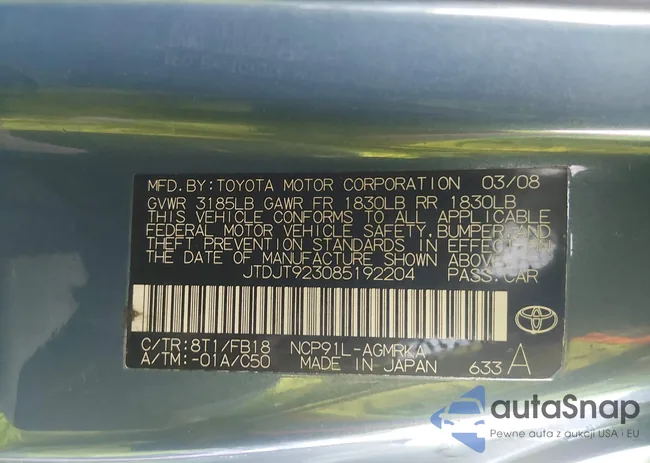 MFD. BY: TOYOTA MOTOR CORPORATION 03/08
GVWR 3185LB GAWR FR 1830LB RR 1830LB
THIS VEHICLE CONFORMS TO ALL APPLICABLE
FEDERAL MOTOR VEHICLE SAFETY, BUMPER, AND
THEFT PREVENTION STANDARDS IN EFFECT ON
THE DATE OF MANUFACTURE SHOWN ABOVE.
JTDJT923085192204 PASS. CAR
C/TR: 8T1/FB18 NCP91L-AGMRKA
A/TM: -01A/C50 MADE IN JAPAN 633 A
autaSnap
Pewne auta z aukcji USA i EU